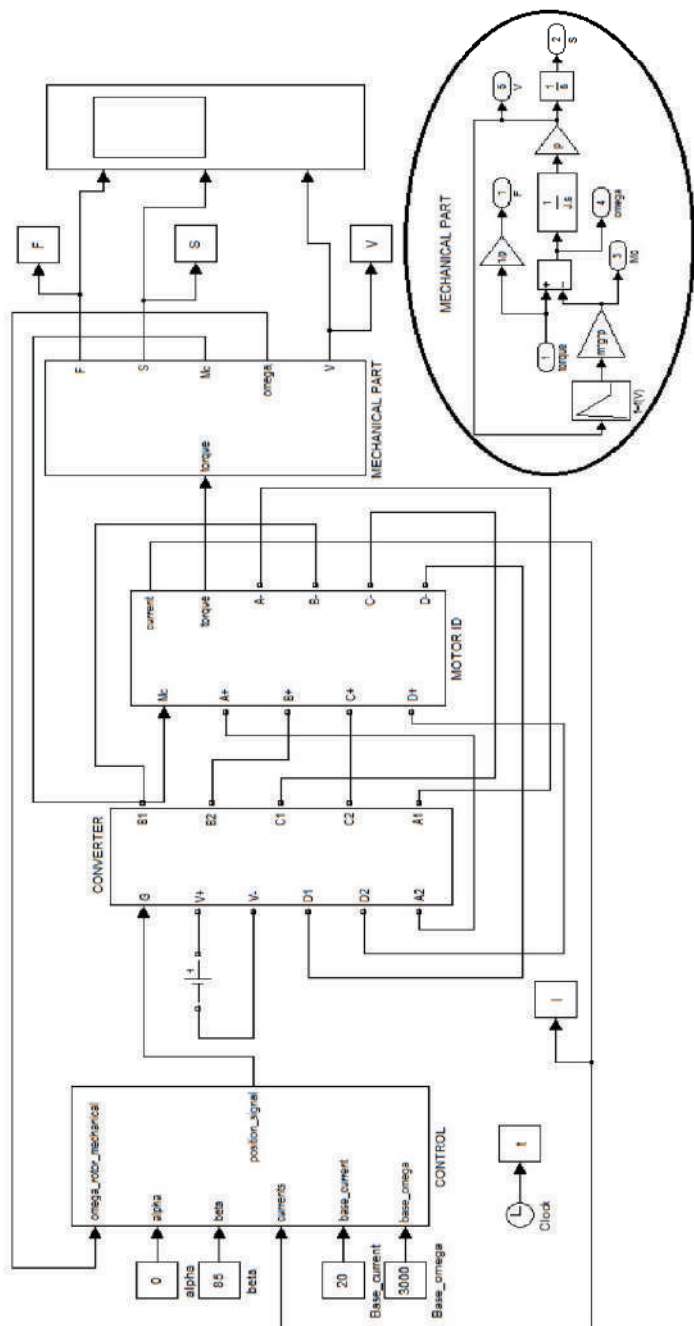 omega_rotor_mechanical
0
alpha
alpha
85
beta
beta
currents
20
base_current
Base_current
3000
base_omega
Base_omega
position_signal
CONTROL
Clock
t
I
CONVERTER
G
V+
V-
D1
D2
A2
B1
B2
C1
C2
A1
Mc
A+
B+
C+
D+
current
torque
A-
B-
C-
D-
MOTOR ID
torque
F
S
Mc
omega
V
MECHANICAL PART
F
S
V
MECHANICAL PART
1
torque
+
-
1/p
1
F
1
J.s
p
5
V
1
s
2
S
4
omega
3
Mc
m*g*p
f=f(V)